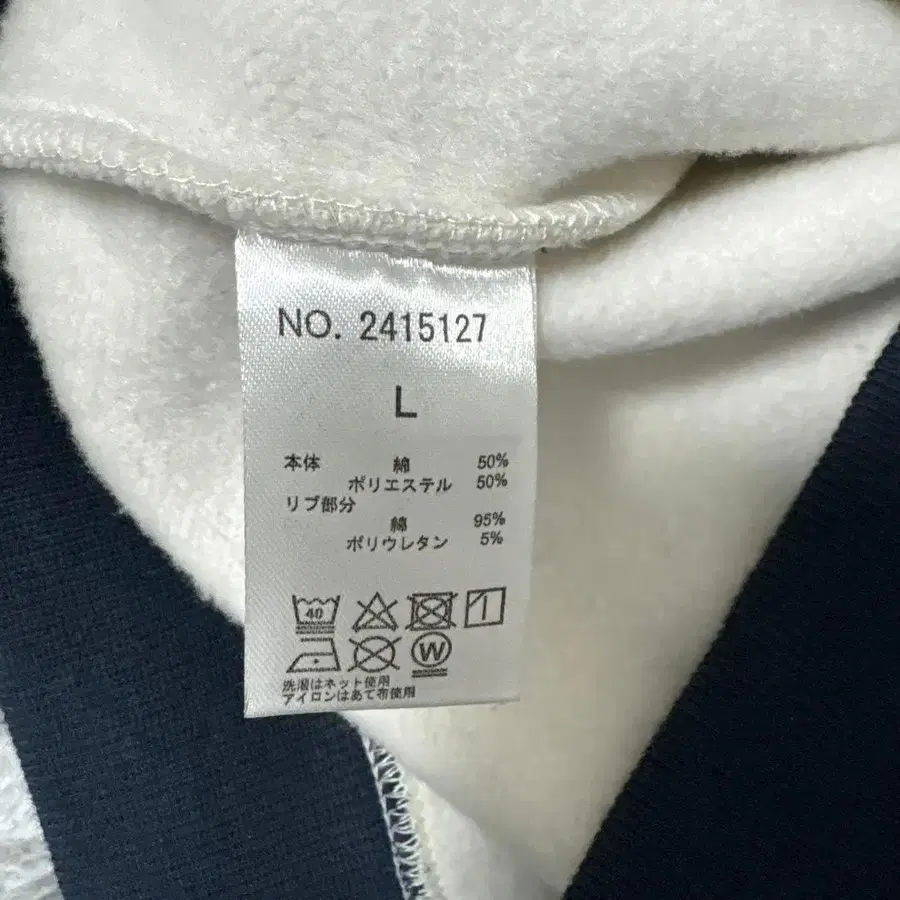 NO. 2415127
L
本体 綿 50%
ポリエステル 50%
リブ部分
綿 95%
ポリウレタン 5%
40
W
洗濯はネット使用
アイロンはあて布使用